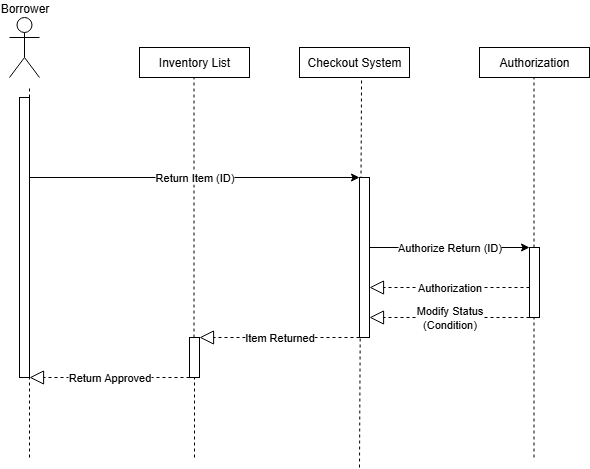 Borrower
Inventory List
Checkout System
Authorization
Return Item (ID)
Authorize Return (ID)
Authorization
Modify Status
(Condition)
Item Returned
Return Approved